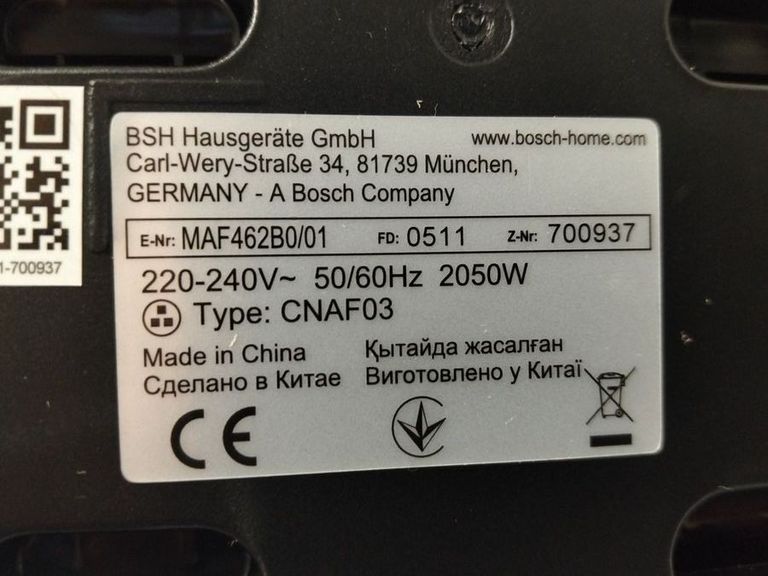 BSH Hausgeräte GmbH www.bosch-home.com
Carl-Wery-Straße 34, 81739 München,
GERMANY - A Bosch Company
E-Nr: MAF462B0/01 FD: 0511 Z-Nr: 700937
220-240V~ 50/60Hz 2050W
Type: CNAF03
Made in China Қытайда жасалған
Сделано в Китае Виготовлено у Китаї
CE
1-700937